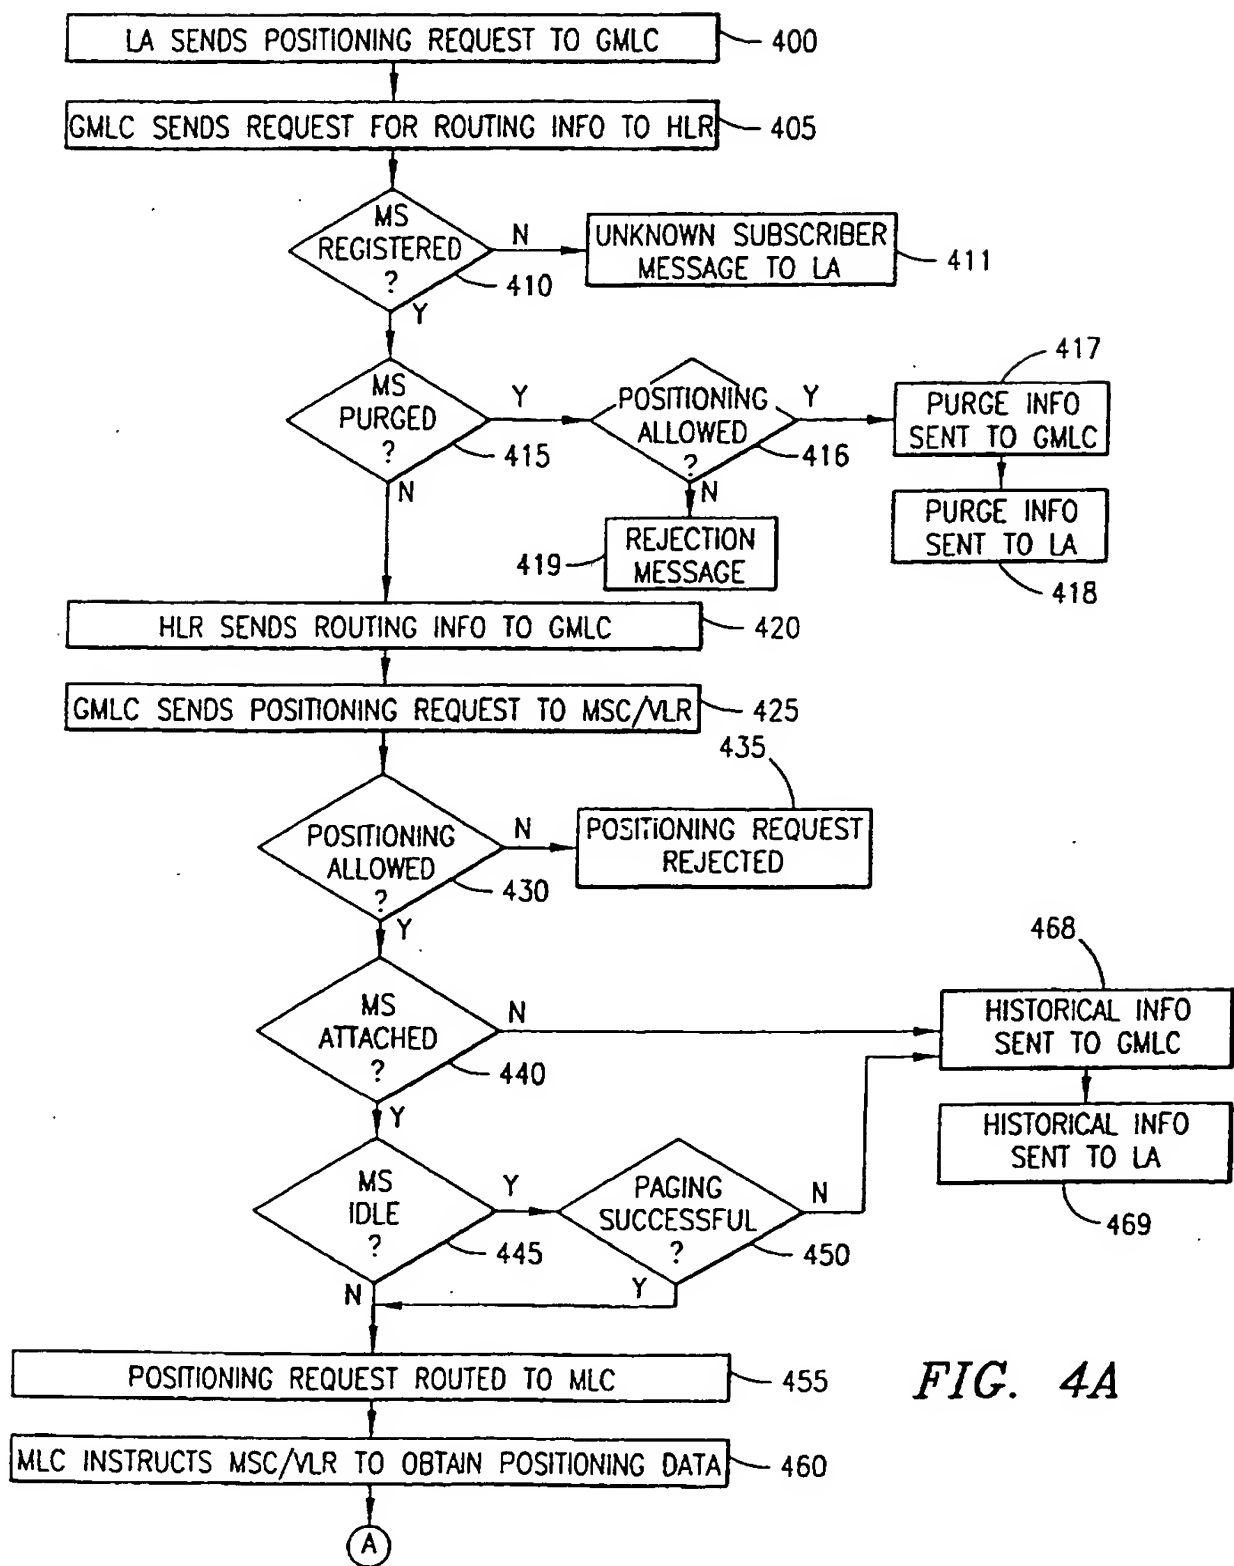 LA SENDS POSITIONING REQUEST TO GMLC
400
GMLC SENDS REQUEST FOR ROUTING INFO TO HLR
405
MS
REGISTERED
?
410
N
UNKNOWN SUBSCRIBER
MESSAGE TO LA
411
Y
MS
PURGED
?
415
Y
POSITIONING
ALLOWED
?
416
Y
417
PURGE INFO
SENT TO GMLC
PURGE INFO
SENT TO LA
418
N
419
REJECTION
MESSAGE
N
HLR SENDS ROUTING INFO TO GMLC
420
GMLC SENDS POSITIONING REQUEST TO MSC/VLR
425
POSITIONING
ALLOWED
?
430
N
435
POSITIONING REQUEST
REJECTED
Y
MS
ATTACHED
?
440
N
468
HISTORICAL INFO
SENT TO GMLC
HISTORICAL INFO
SENT TO LA
469
Y
MS
IDLE
?
445
Y
PAGING
SUCCESSFUL
?
450
N
N
Y
POSITIONING REQUEST ROUTED TO MLC
455
FIG. 4A
MLC INSTRUCTS MSC/VLR TO OBTAIN POSITIONING DATA
460
A